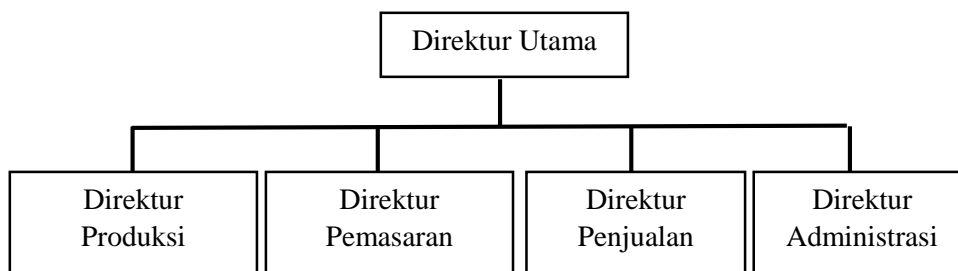 Direktur Utama
Direktur
Produksi
Direktur
Pemasaran
Direktur
Penjualan
Direktur
Administrasi